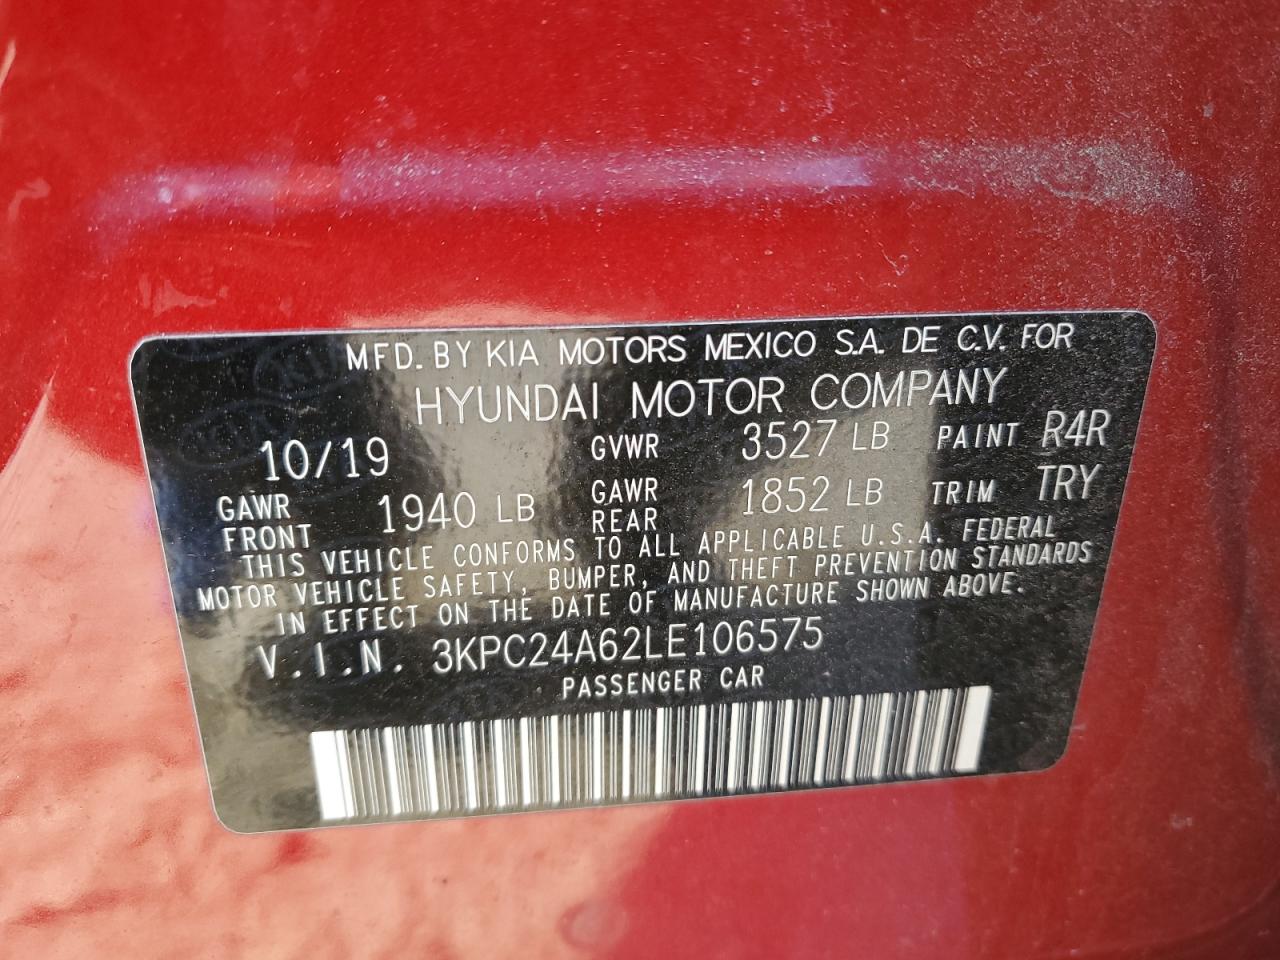 MFD. BY KIA MOTORS MEXICO S.A. DE C.V. FOR
HYUNDAI MOTOR COMPANY
10/19 GVWR 3527 LB PAINT R4R
GAWR FRONT 1940 LB GAWR REAR 1852 LB TRIM TRY
THIS VEHICLE CONFORMS TO ALL APPLICABLE U.S.A. FEDERAL
MOTOR VEHICLE SAFETY, BUMPER, AND THEFT PREVENTION STANDARDS
IN EFFECT ON THE DATE OF MANUFACTURE SHOWN ABOVE.
V.I.N. 3KPC24A62LE106575
PASSENGER CAR